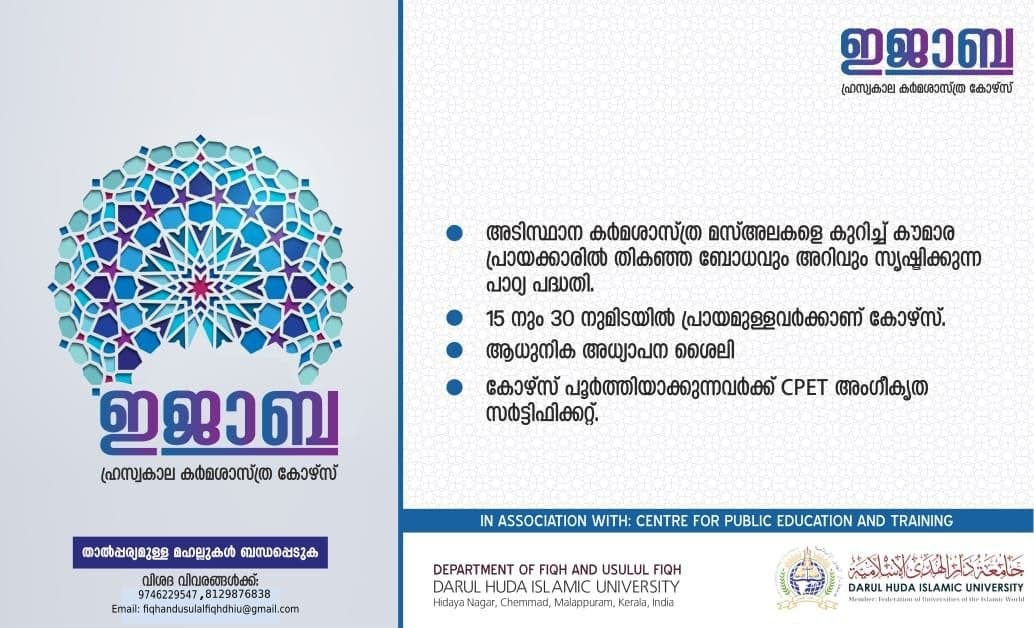 ഇജാബ
ഹ്രസ്വകാല കർമശാസ്ത്ര കോഴ്സ്
താൽപ്പര്യമുള്ള മഹല്ലുകൾ ബന്ധപ്പെടുക
വിശദ വിവരങ്ങൾക്ക്:
9746229547, 8129876838
Email: fiqhandusulalfiqhdhiu@gmail.com
ഇജാബ
ഹ്രസ്വകാല കർമശാസ്ത്ര കോഴ്സ്
അടിസ്ഥാന കർമശാസ്ത്ര മസ്അലകളെ കുറിച്ച് കൗമാര
പ്രായക്കാരിൽ തികഞ്ഞ ബോധവും അറിവും സൃഷ്ടിക്കുന്ന
പാഠ്യ പദ്ധതി.
15 നും 30 നുമിടയിൽ പ്രായമുള്ളവർക്കാണ് കോഴ്സ്.
ആധുനിക അധ്യാപന ശൈലി
കോഴ്സ് പൂർത്തിയാക്കുന്നവർക്ക് CPET അംഗീകൃത
സർട്ടിഫിക്കറ്റ്.
IN ASSOCIATION WITH: CENTRE FOR PUBLIC EDUCATION AND TRAINING
DEPARTMENT OF FIQH AND USULUL FIQH
DARUL HUDA ISLAMIC UNIVERSITY
Hidaya Nagar, Chemmad, Malappuram, Kerala, India
جامعة دار الهدى الإسلامية
DARUL HUDA ISLAMIC UNIVERSITY
Member: Federation of Universities of the Islamic World